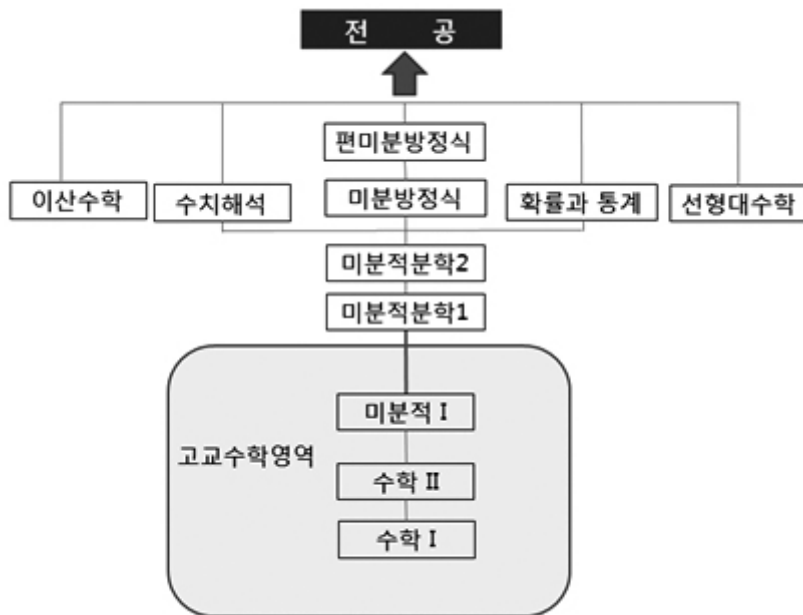 전 공
편미분방정식
이산수학 수치해석 미분방정식 확률과 통계 선형대수학
미분적분학2
미분적분학1
미분적 I
고교수학영역
수학 II
수학 I